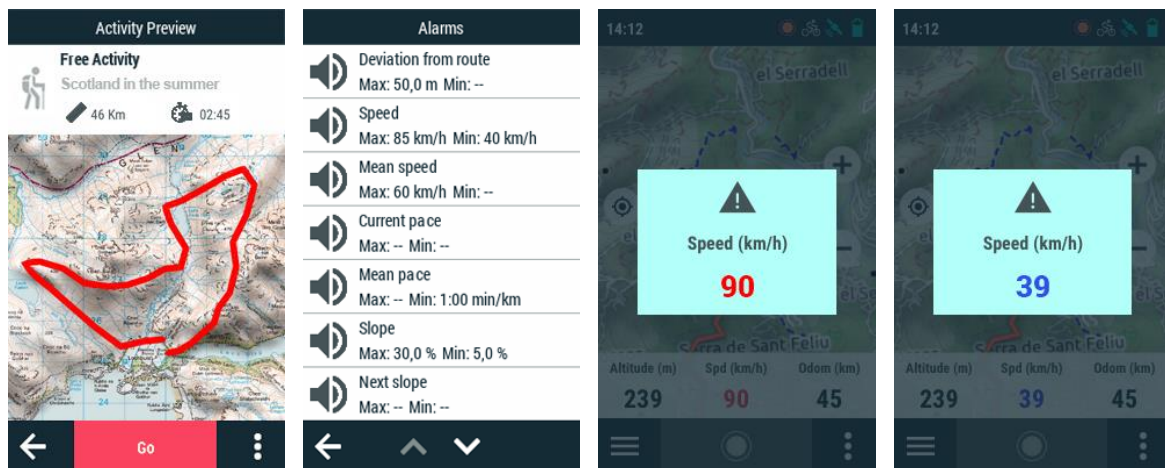 Activity Preview
Free Activity
Scotland in the summer
46 Km
02:45
G E N
24
Go
Alarms
Deviation from route
Max: 50,0 m Min: --
Speed
Max: 85 km/h Min: 40 km/h
Mean speed
Max: 60 km/h Min: --
Current pace
Max: -- Min: --
Mean pace
Max: -- Min: 1:00 min/km
Slope
Max: 30,0 % Min: 5,0 %
Next slope
Max: -- Min: --
14:12
el Serradell
+
Speed (km/h)
90
Serra de Sant Feliu
Altitude (m) Spd (km/h) Odom (km)
239 90 45
14:12
el Serradell
+
Speed (km/h)
39
Serra de Sant Feliu
Altitude (m) Spd (km/h) Odom (km)
239 39 45